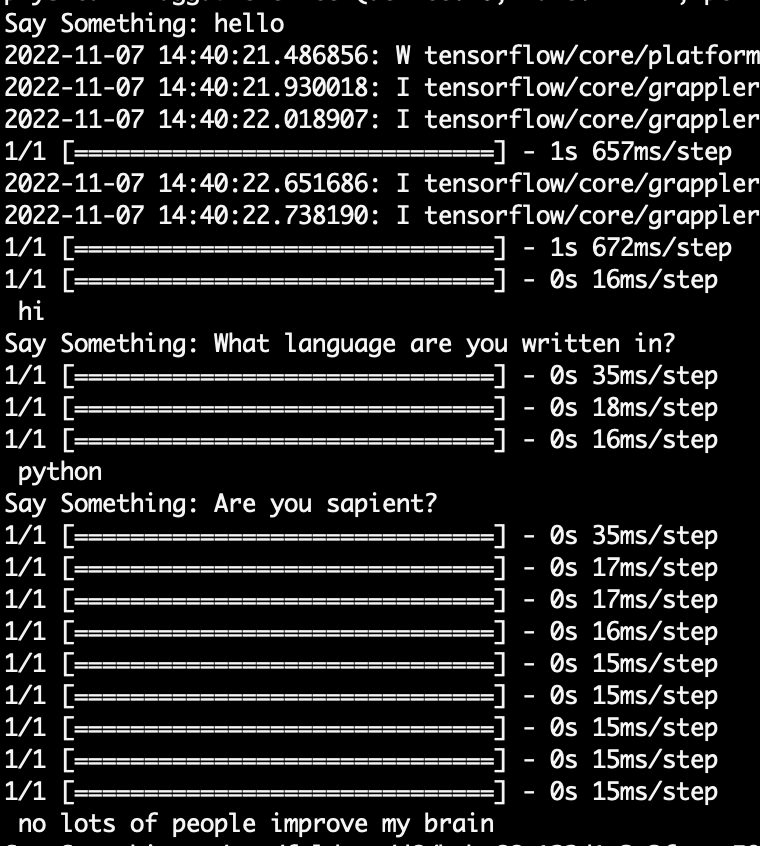 Say Something: hello
2022-11-07 14:40:21.486856: W tensorflow/core/platform
2022-11-07 14:40:21.930018: I tensorflow/core/grappler
2022-11-07 14:40:22.018907: I tensorflow/core/grappler
1/1 [==============================] - 1s 657ms/step
2022-11-07 14:40:22.651686: I tensorflow/core/grappler
2022-11-07 14:40:22.738190: I tensorflow/core/grappler
1/1 [==============================] - 1s 672ms/step
1/1 [==============================] - 0s 16ms/step
 hi
Say Something: What language are you written in?
1/1 [==============================] - 0s 35ms/step
1/1 [==============================] - 0s 18ms/step
1/1 [==============================] - 0s 16ms/step
 python
Say Something: Are you sapient?
1/1 [==============================] - 0s 35ms/step
1/1 [==============================] - 0s 17ms/step
1/1 [==============================] - 0s 17ms/step
1/1 [==============================] - 0s 16ms/step
1/1 [==============================] - 0s 15ms/step
1/1 [==============================] - 0s 15ms/step
1/1 [==============================] - 0s 15ms/step
1/1 [==============================] - 0s 15ms/step
1/1 [==============================] - 0s 15ms/step
 no lots of people improve my brain